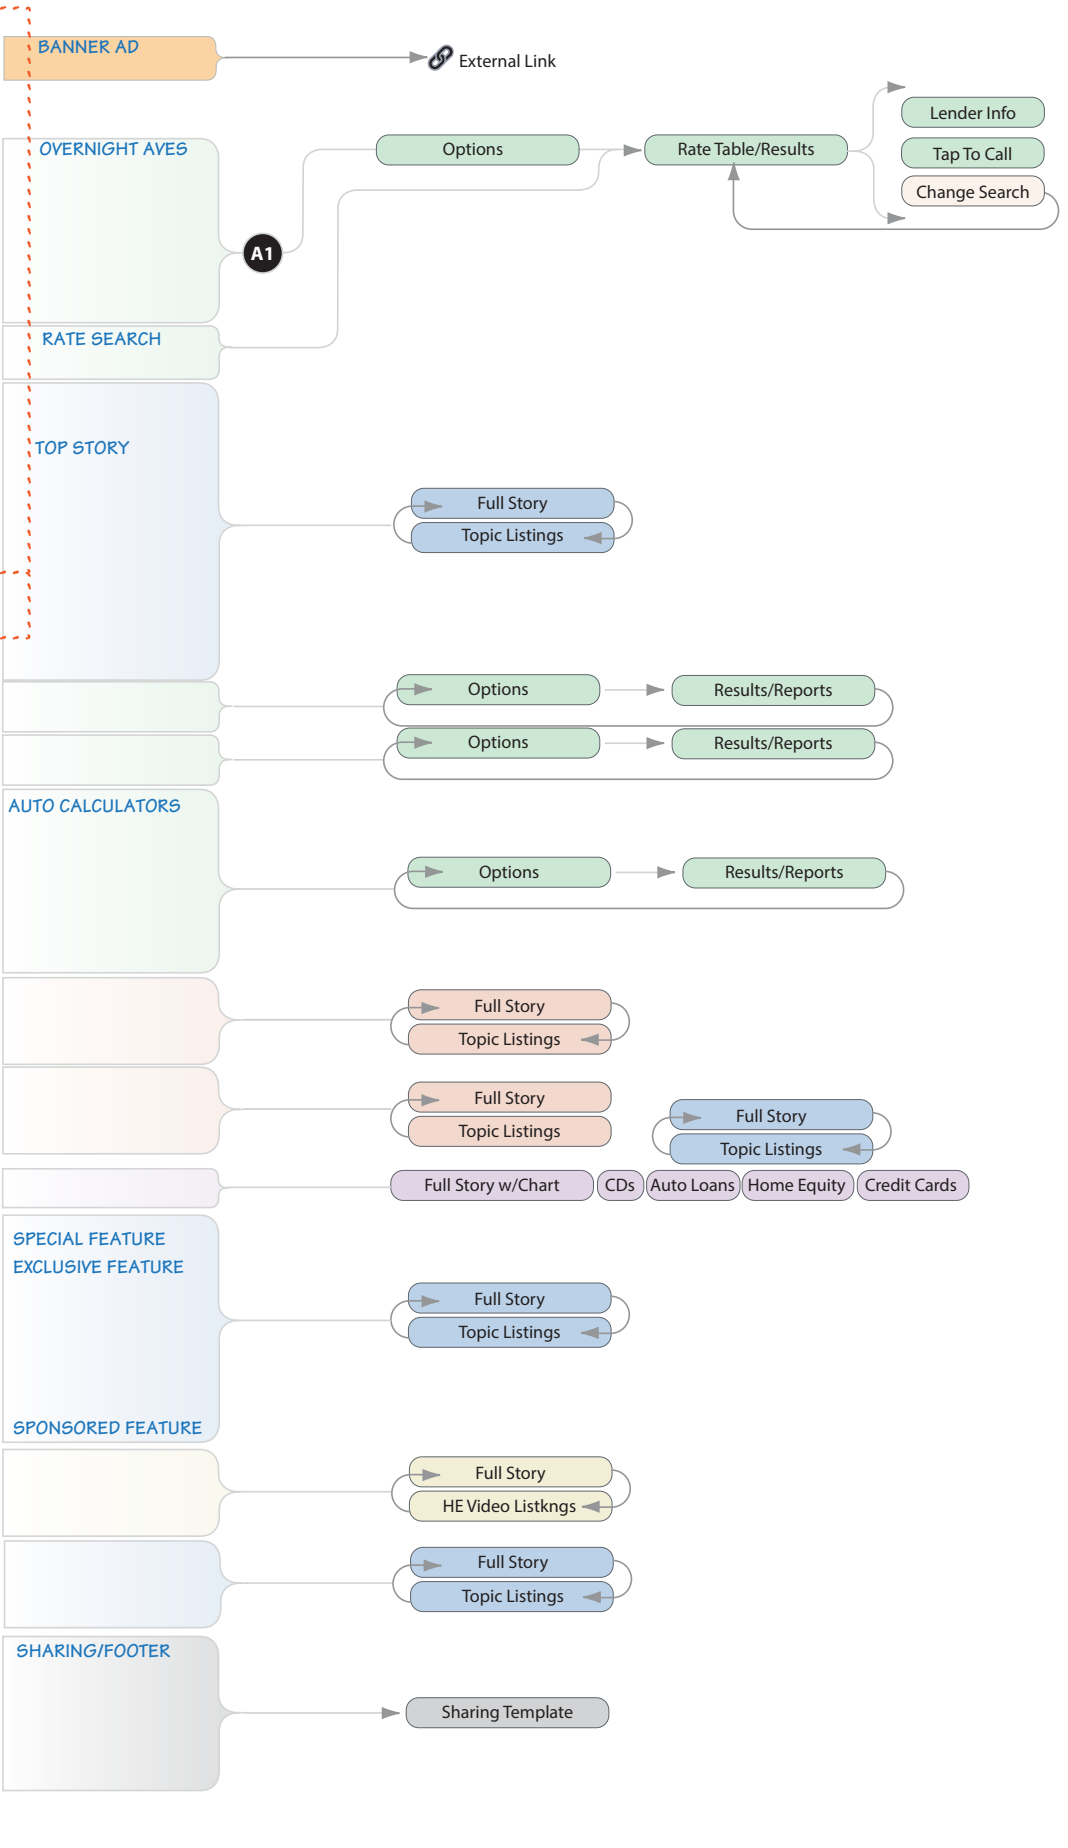 BANNER AD
External Link
Lender Info
OVERNIGHT AVES
Options
Rate Table/Results
Tap To Call
Change Search
A1
RATE SEARCH
TOP STORY
Full Story
Topic Listings
Options
Results/Reports
Options
Results/Reports
AUTO CALCULATORS
Options
Results/Reports
Full Story
Topic Listings
Full Story
Topic Listings
Full Story
Topic Listings
Full Story w/Chart
CDs
Auto Loans
Home Equity
Credit Cards
SPECIAL FEATURE
EXCLUSIVE FEATURE
Full Story
Topic Listings
SPONSORED FEATURE
Full Story
HE Video Listkngs
Full Story
Topic Listings
SHARING/FOOTER
Sharing Template